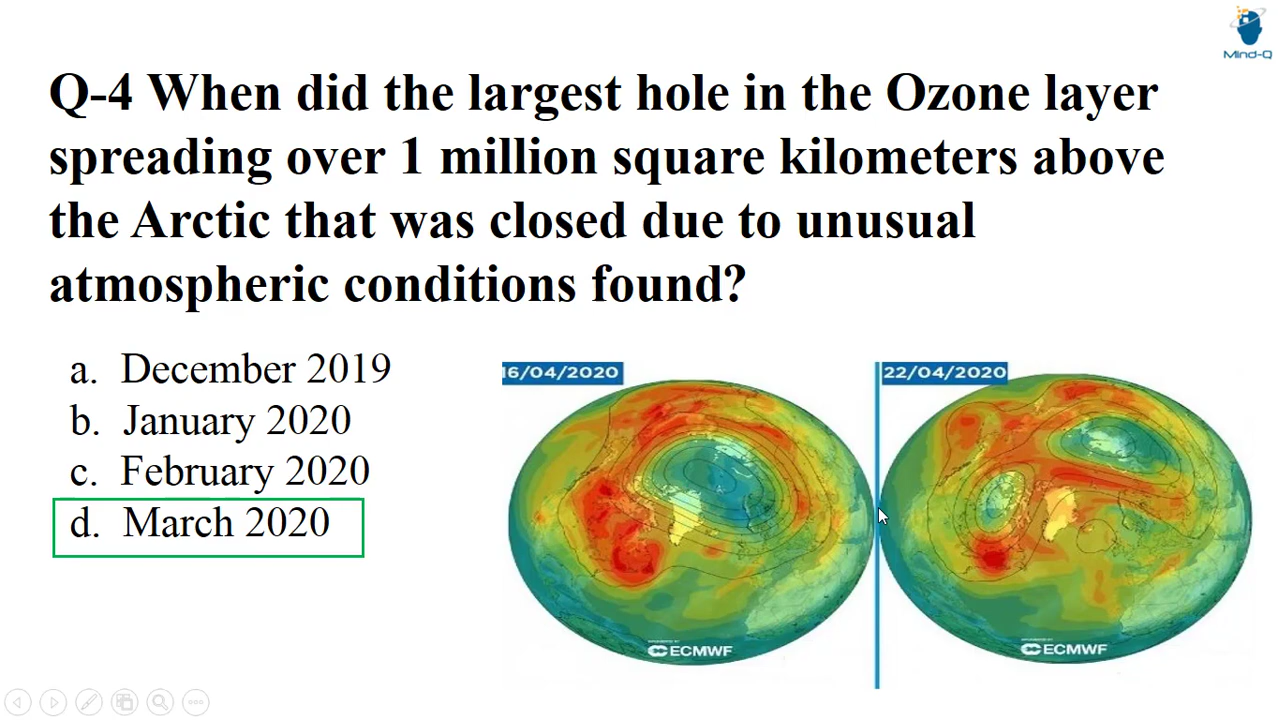 Mind-Q
Q-4 When did the largest hole in the Ozone layer
spreading over 1 million square kilometers above
the Arctic that was closed due to unusual
atmospheric conditions found?
a. December 2019
b. January 2020
c. February 2020
d. March 2020
16/04/2020
22/04/2020
ECMWF
ECMWF